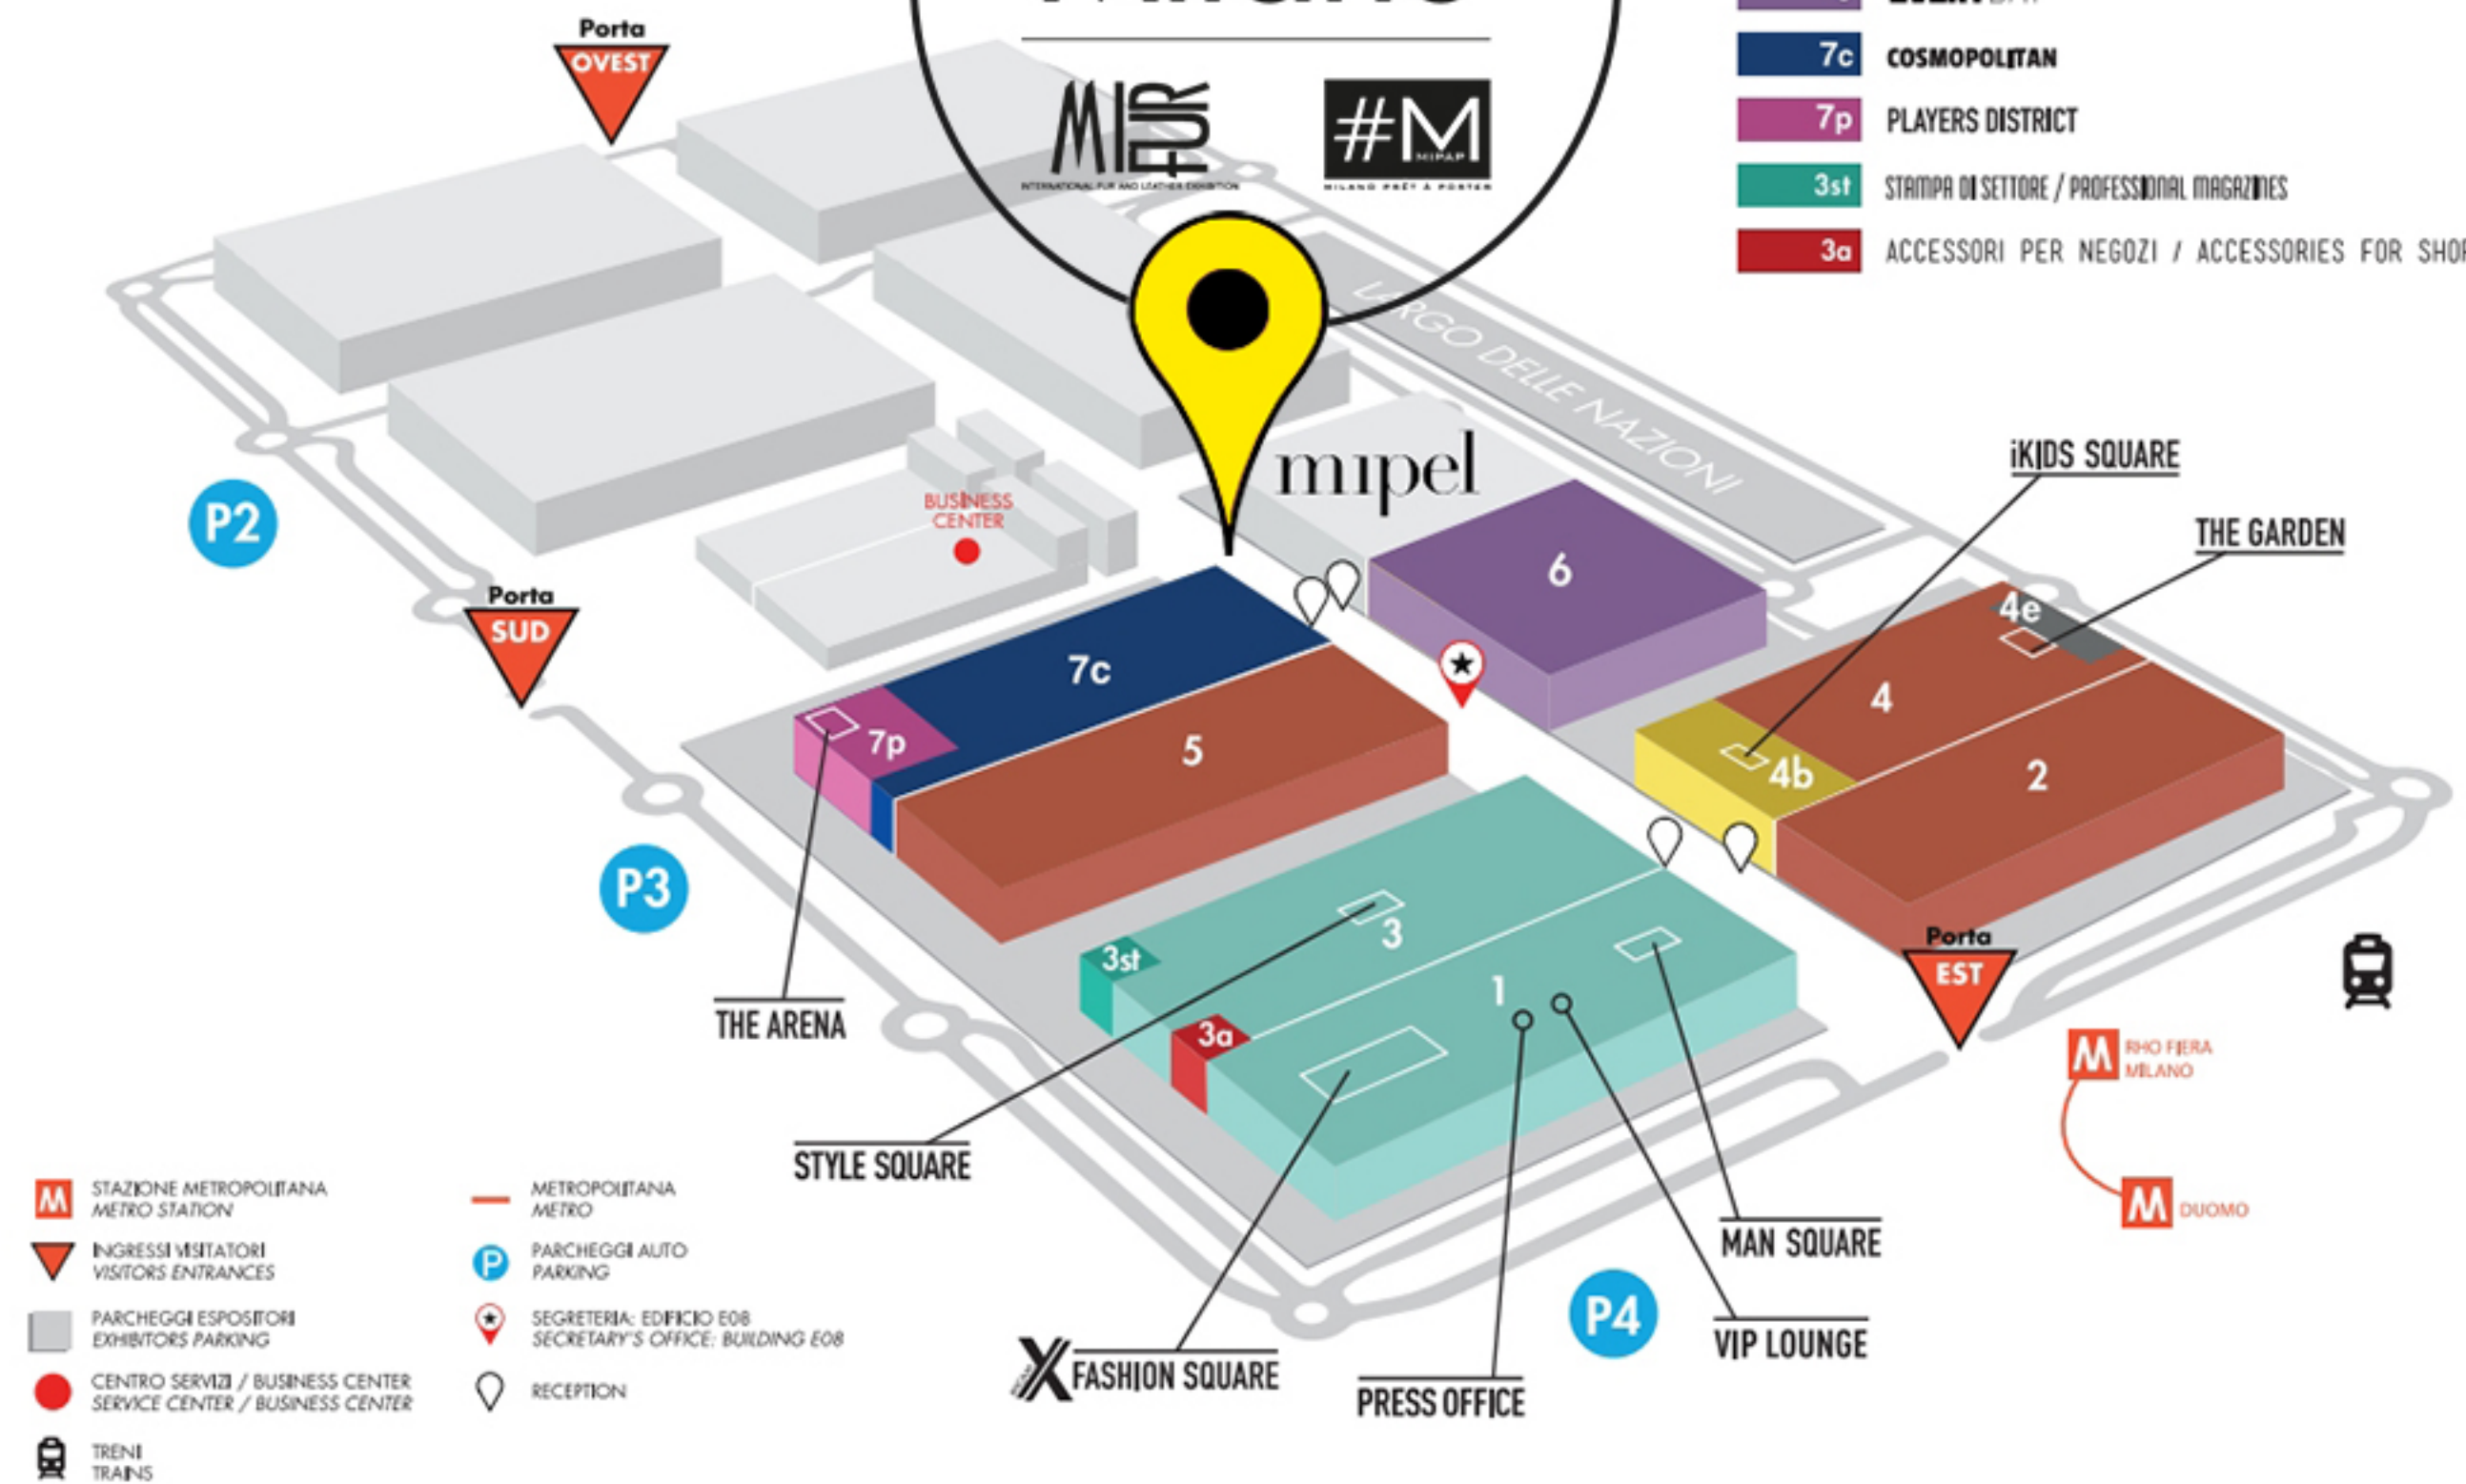 Porta
OVEST
MIFUR
INTERNATIONAL FUR AND LEATHER EXHIBITION
#M
MIPAP
MILANO PRÊT À PORTER
7c COSMOPOLITAN
7p PLAYERS DISTRICT
3st STAMPA DI SETTORE / PROFESSIONAL MAGAZINES
3a ACCESSORI PER NEGOZI / ACCESSORIES FOR
LARGO DELLE NAZIONI
mipel
iKIDS SQUARE
THE GARDEN
P2
BUSINESS
CENTER
Porta
SUD
6
4e
7c
4
7p
5
4b
2
P3
3
3st
1
3a
Porta
EST
THE ARENA
STYLE SQUARE
RHO FIERA
MILANO
M
M
DUOMO
MAN SQUARE
P4
VIP LOUNGE
X FASHION SQUARE
PRESS OFFICE
M
STAZIONE METROPOLITANA
METRO STATION
INGRESSI VISITATORI
VISITORS ENTRANCES
PARCHEGGI ESPOSITORI
EXHIBITORS PARKING
CENTRO SERVIZI / BUSINESS CENTER
SERVICE CENTER / BUSINESS CENTER
TRENI
TRAINS
METROPOLITANA
METRO
P
PARCHEGGI AUTO
PARKING
SEGRETERIA: EDIFICIO E08
SECRETARY'S OFFICE: BUILDING E08
RECEPTION